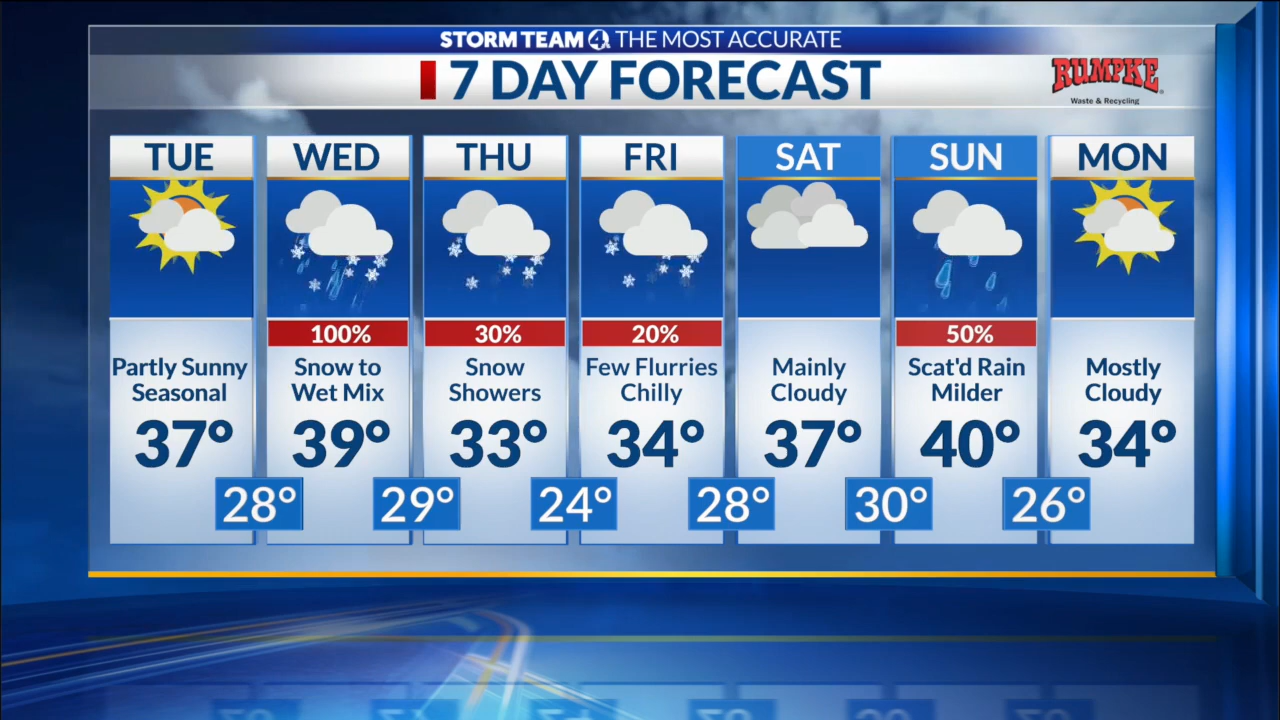 STORM TEAM 4 THE MOST ACCURATE
7 DAY FORECAST
RUMPKE
Waste & Recycling
TUE
WED
THU
FRI
SAT
SUN
MON
100%
30%
20%
50%
Partly Sunny
Seasonal
Snow to
Wet Mix
Snow
Showers
Few Flurries
Chilly
Mainly
Cloudy
Scat'd Rain
Milder
Mostly
Cloudy
37°
39°
33°
34°
37°
40°
34°
28°
29°
24°
28°
30°
26°